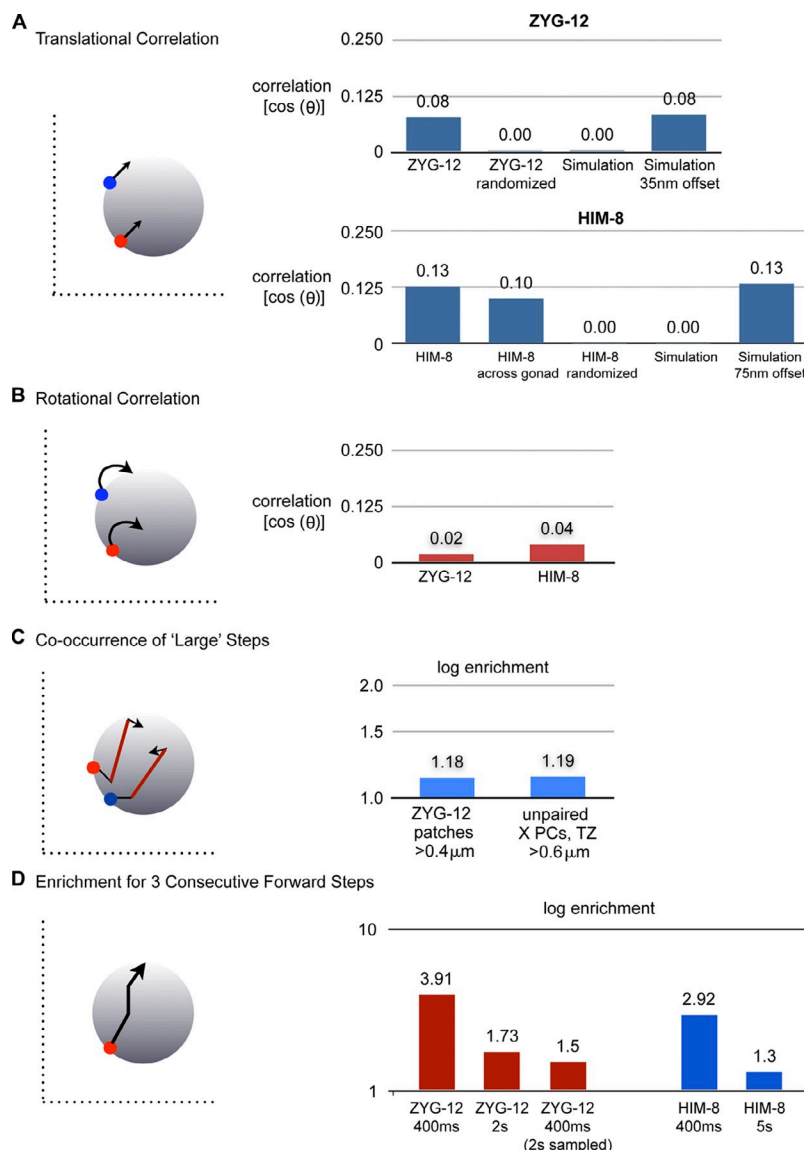 A Translational Correlation
ZYG-12
correlation
[cos (θ)]
0.250
0.125
0
0.08
0.00
0.00
0.08
ZYG-12
ZYG-12
randomized
Simulation
Simulation
35nm offset
HIM-8
correlation
[cos (θ)]
0.250
0.125
0
0.13
0.10
0.00
0.00
0.13
HIM-8
HIM-8
across gonad
HIM-8
randomized
Simulation
Simulation
75nm offset
B Rotational Correlation
correlation
[cos (θ)]
0.250
0.125
0
0.02
0.04
ZYG-12
HIM-8
C Co-occurrence of 'Large' Steps
log enrichment
2.0
1.5
1.0
1.18
1.19
ZYG-12
patches
>0.4μm
unpaired
X PCs, TZ
>0.6μm
D Enrichment for 3 Consecutive Forward Steps
log enrichment
10
1
3.91
1.73
1.5
2.92
1.3
ZYG-12
400ms
ZYG-12
2s
ZYG-12
400ms
(2s sampled)
HIM-8
400ms
HIM-8
5s